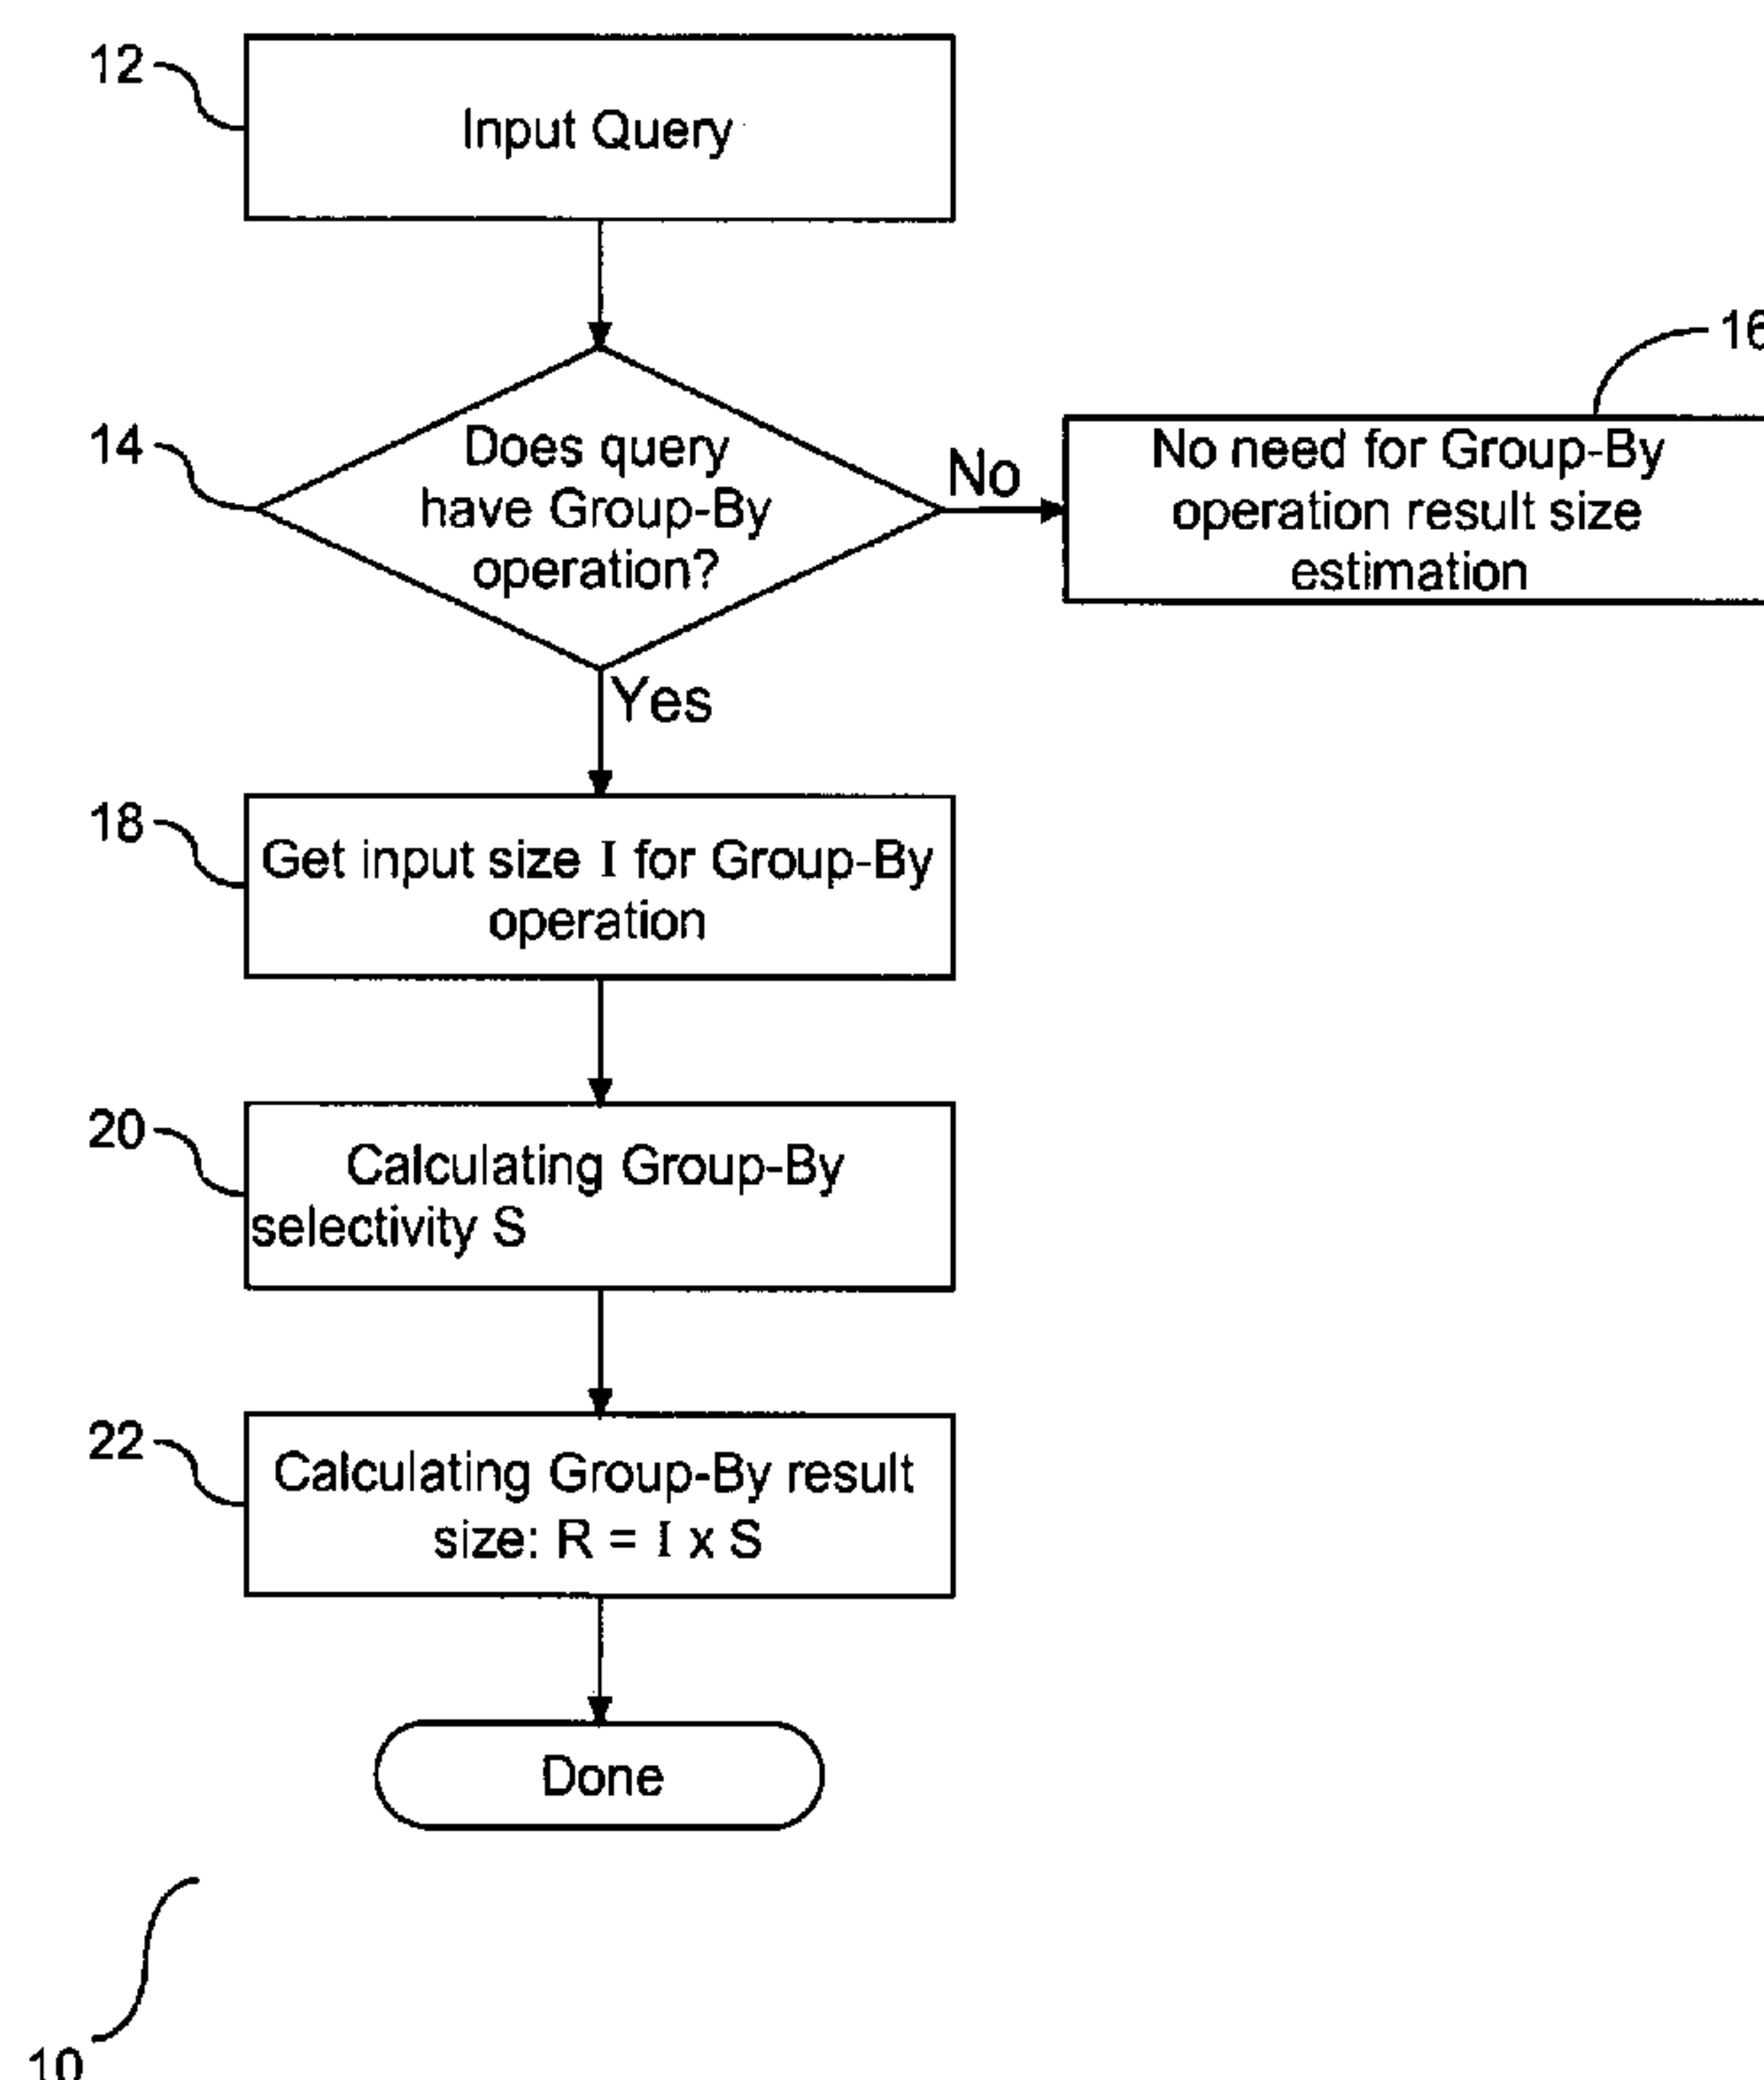 12
Input Query
16
14
Does query
have Group-By
operation?
No
No need for Group-By
operation result size
estimation
Yes
18
Get input size I for Group-By
operation
20
Calculating Group-By
selectivity S
22
Calculating Group-By result
size: R = I x S
Done
10